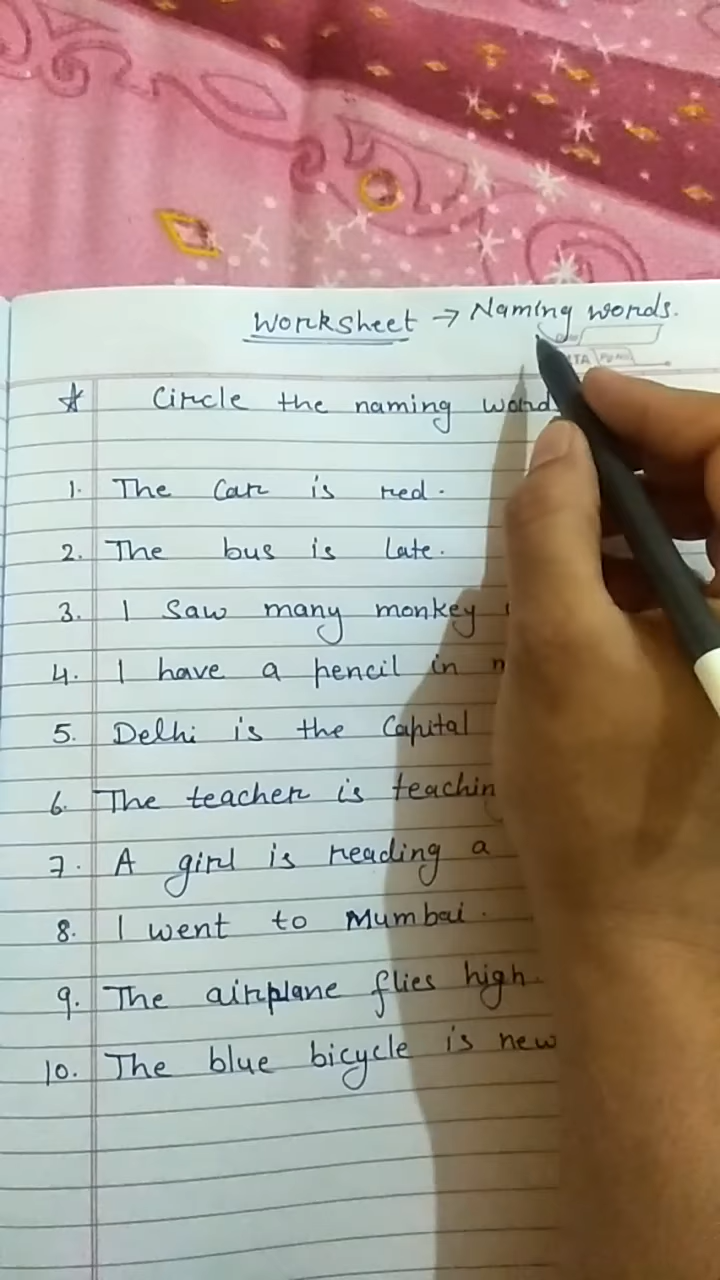 Worksheet → Naming words.
☆ Circle the naming words
1. The Car is red.
2. The bus is late.
3. I Saw many monkey
4. I have a pencil in
5. Delhi is the Capital
6. The teacher is teachin
7. A girl is reading a
8. I went to Mumbai.
9. The airplane flies high.
10. The blue bicycle is new